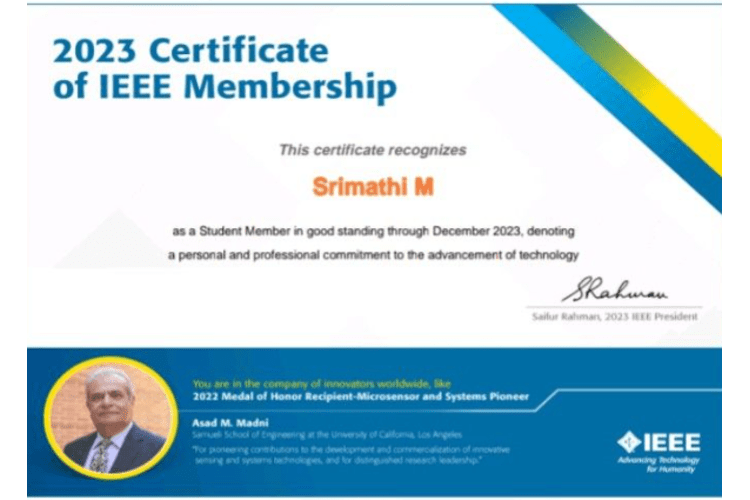 2023 Certificate
of IEEE Membership
This certificate recognizes
Srimathi M
as a Student Member in good standing through December 2023, denoting
a personal and professional commitment to the advancement of technology
SRahman
Saifur Rahman, 2023 IEEE President
You are in the company of innovators worldwide, like
2022 Medal of Honor Recipient-Microsensor and Systems Pioneer
Asad M. Madni
Samueli School of Engineering at the University of California, Los Angeles
"For pioneering contributions to the development and commercialization of innovative
sensing and systems technologies, and for distinguished research leadership."
IEEE
Advancing Technology
for Humanity